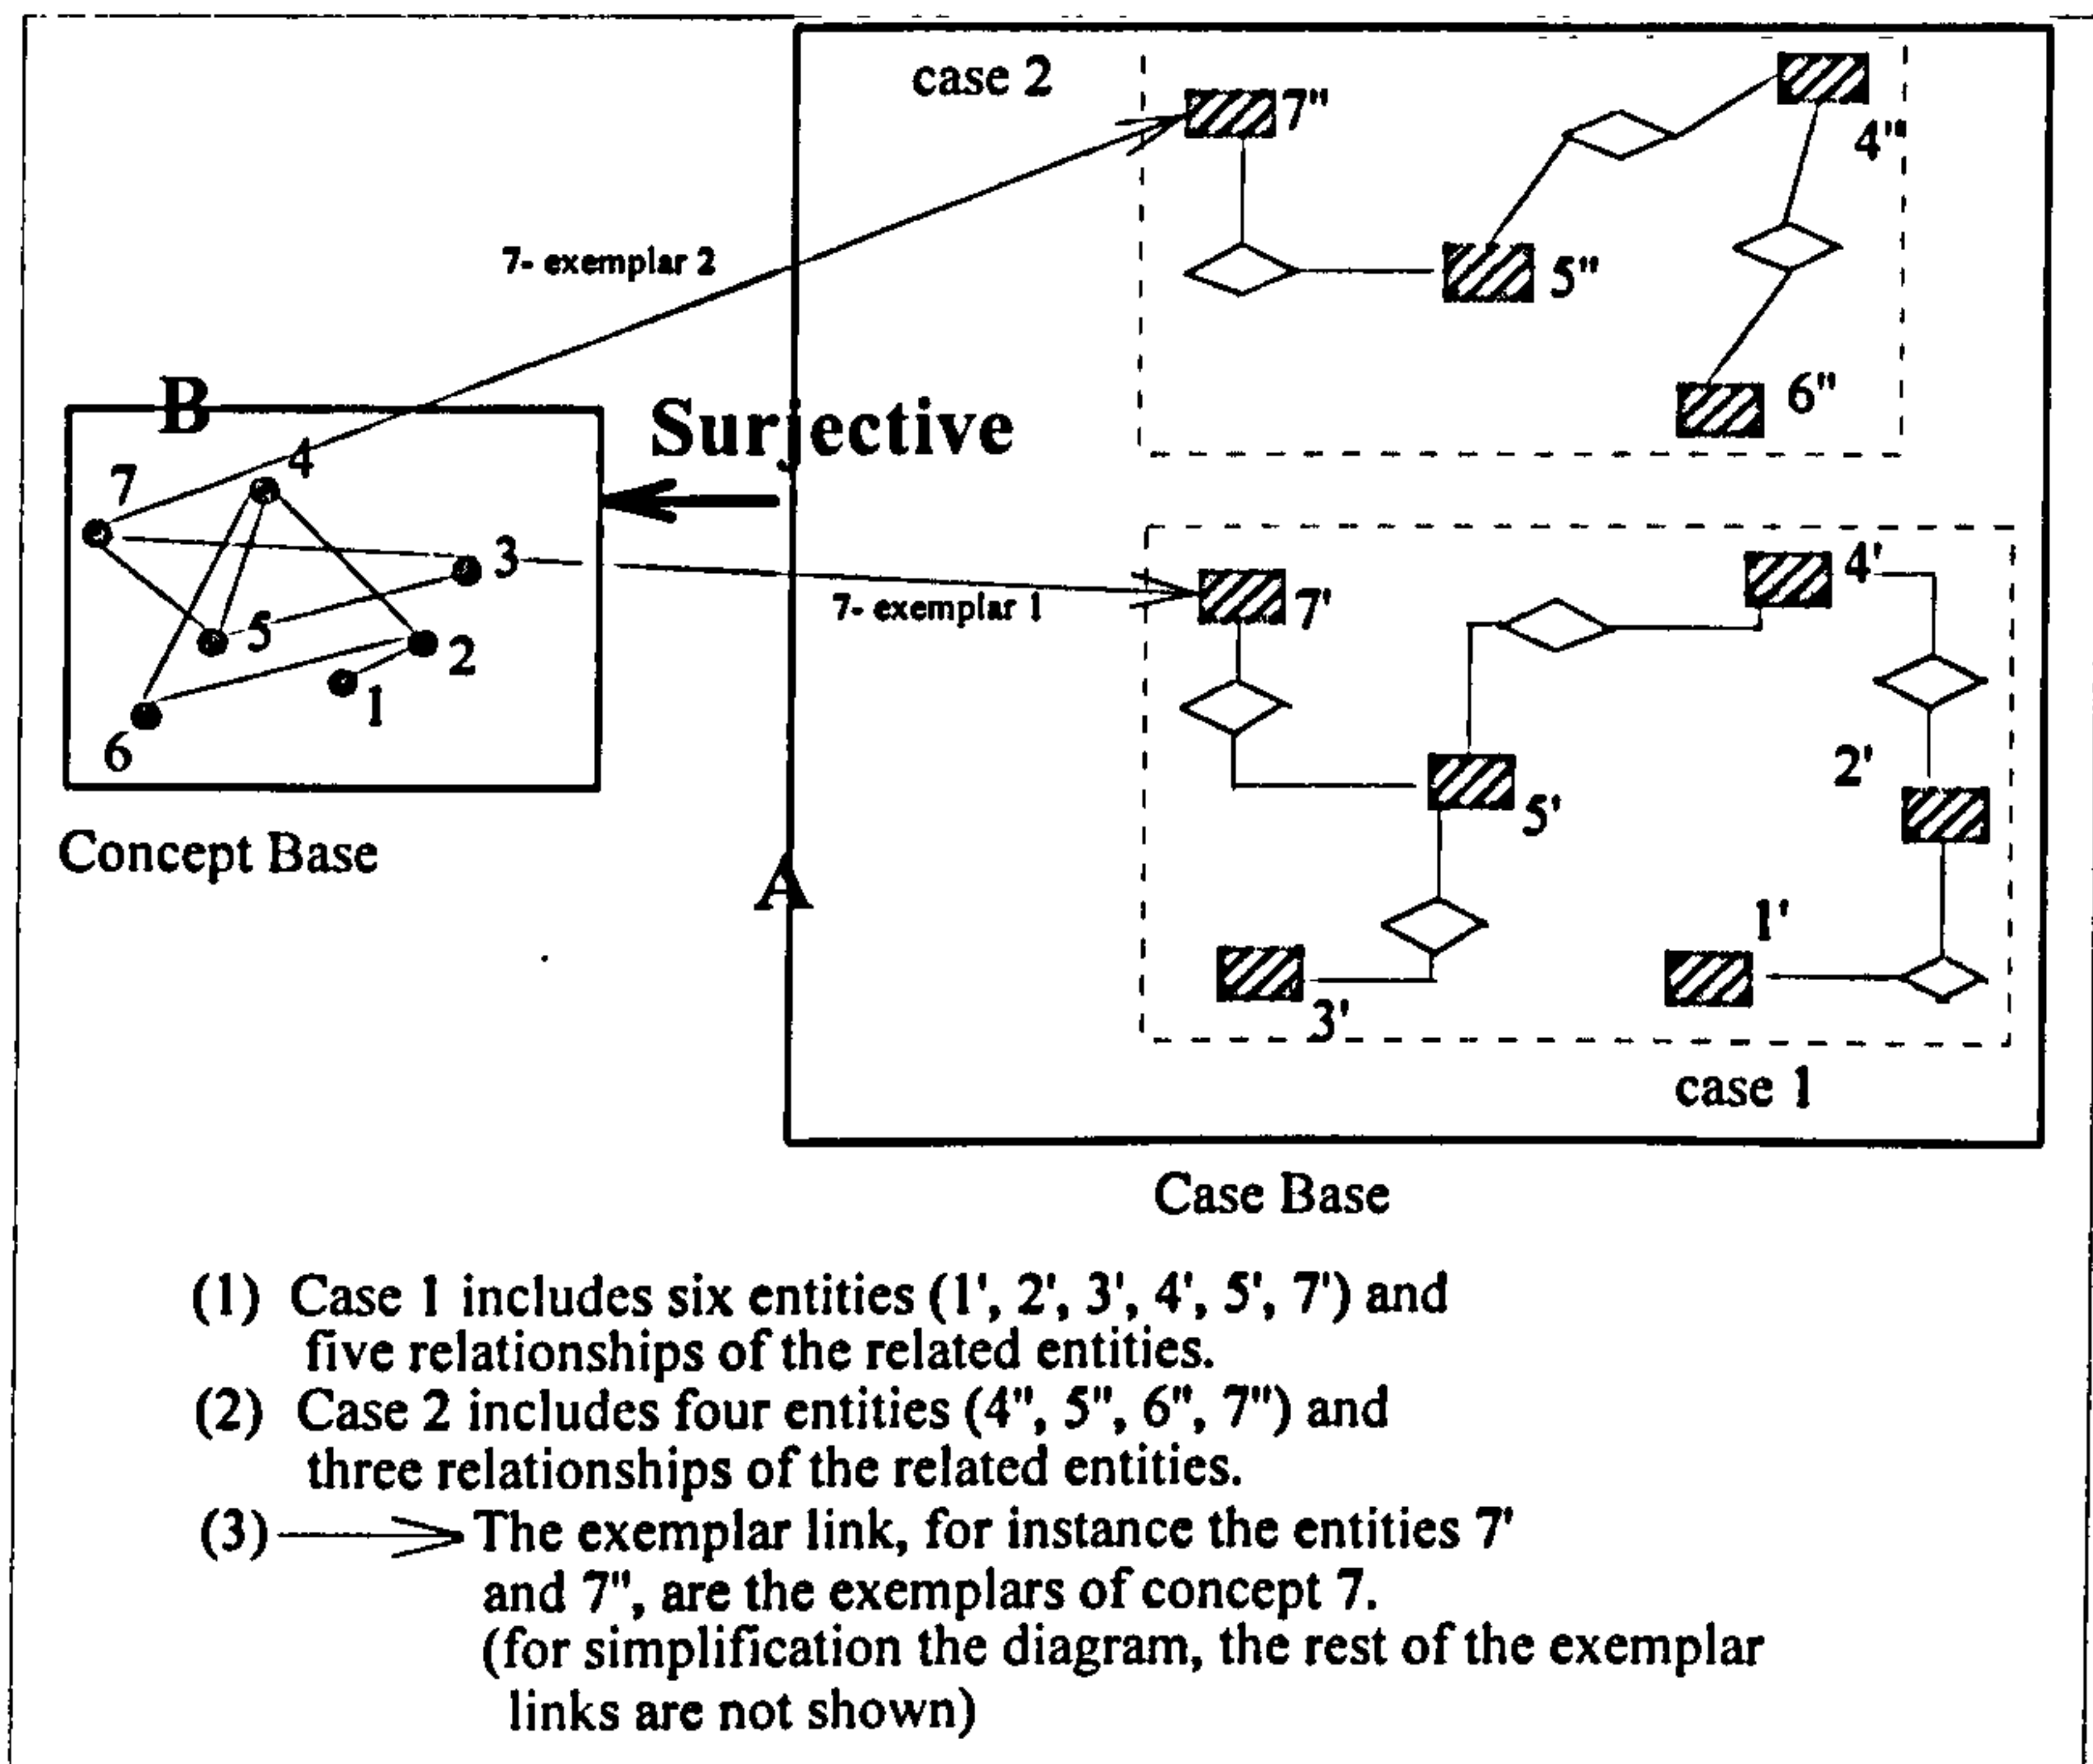 case 2
7"
4"
7- exemplar 2
5"
6"
B
Surjective
4
7
3
5
2
1
6
7'
4'
7- exemplar 1
2'
5'
Concept Base
A
1'
3'
case 1
Case Base
(1) Case 1 includes six entities (1', 2', 3', 4', 5', 7') and
five relationships of the related entities.
(2) Case 2 includes four entities (4", 5", 6", 7") and
three relationships of the related entities.
(3) The exemplar link, for instance the entities 7'
and 7", are the exemplars of concept 7.
(for simplification the diagram, the rest of the exemplar
links are not shown)